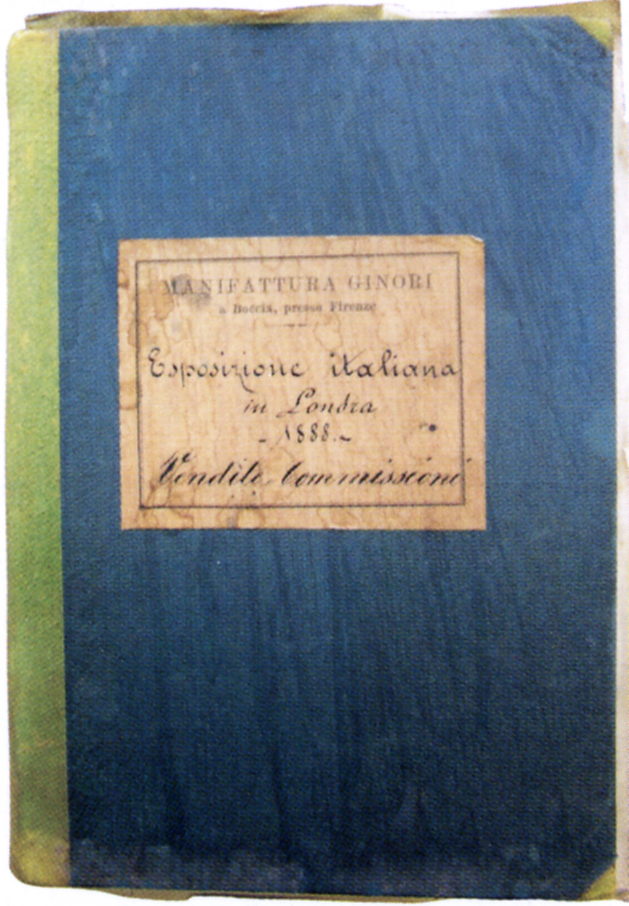 MANIFATTURA GINORI
a Doccia, presso Firenze
Esposizione italiana
in Londra
- 1888. -
Vendite Commissioni